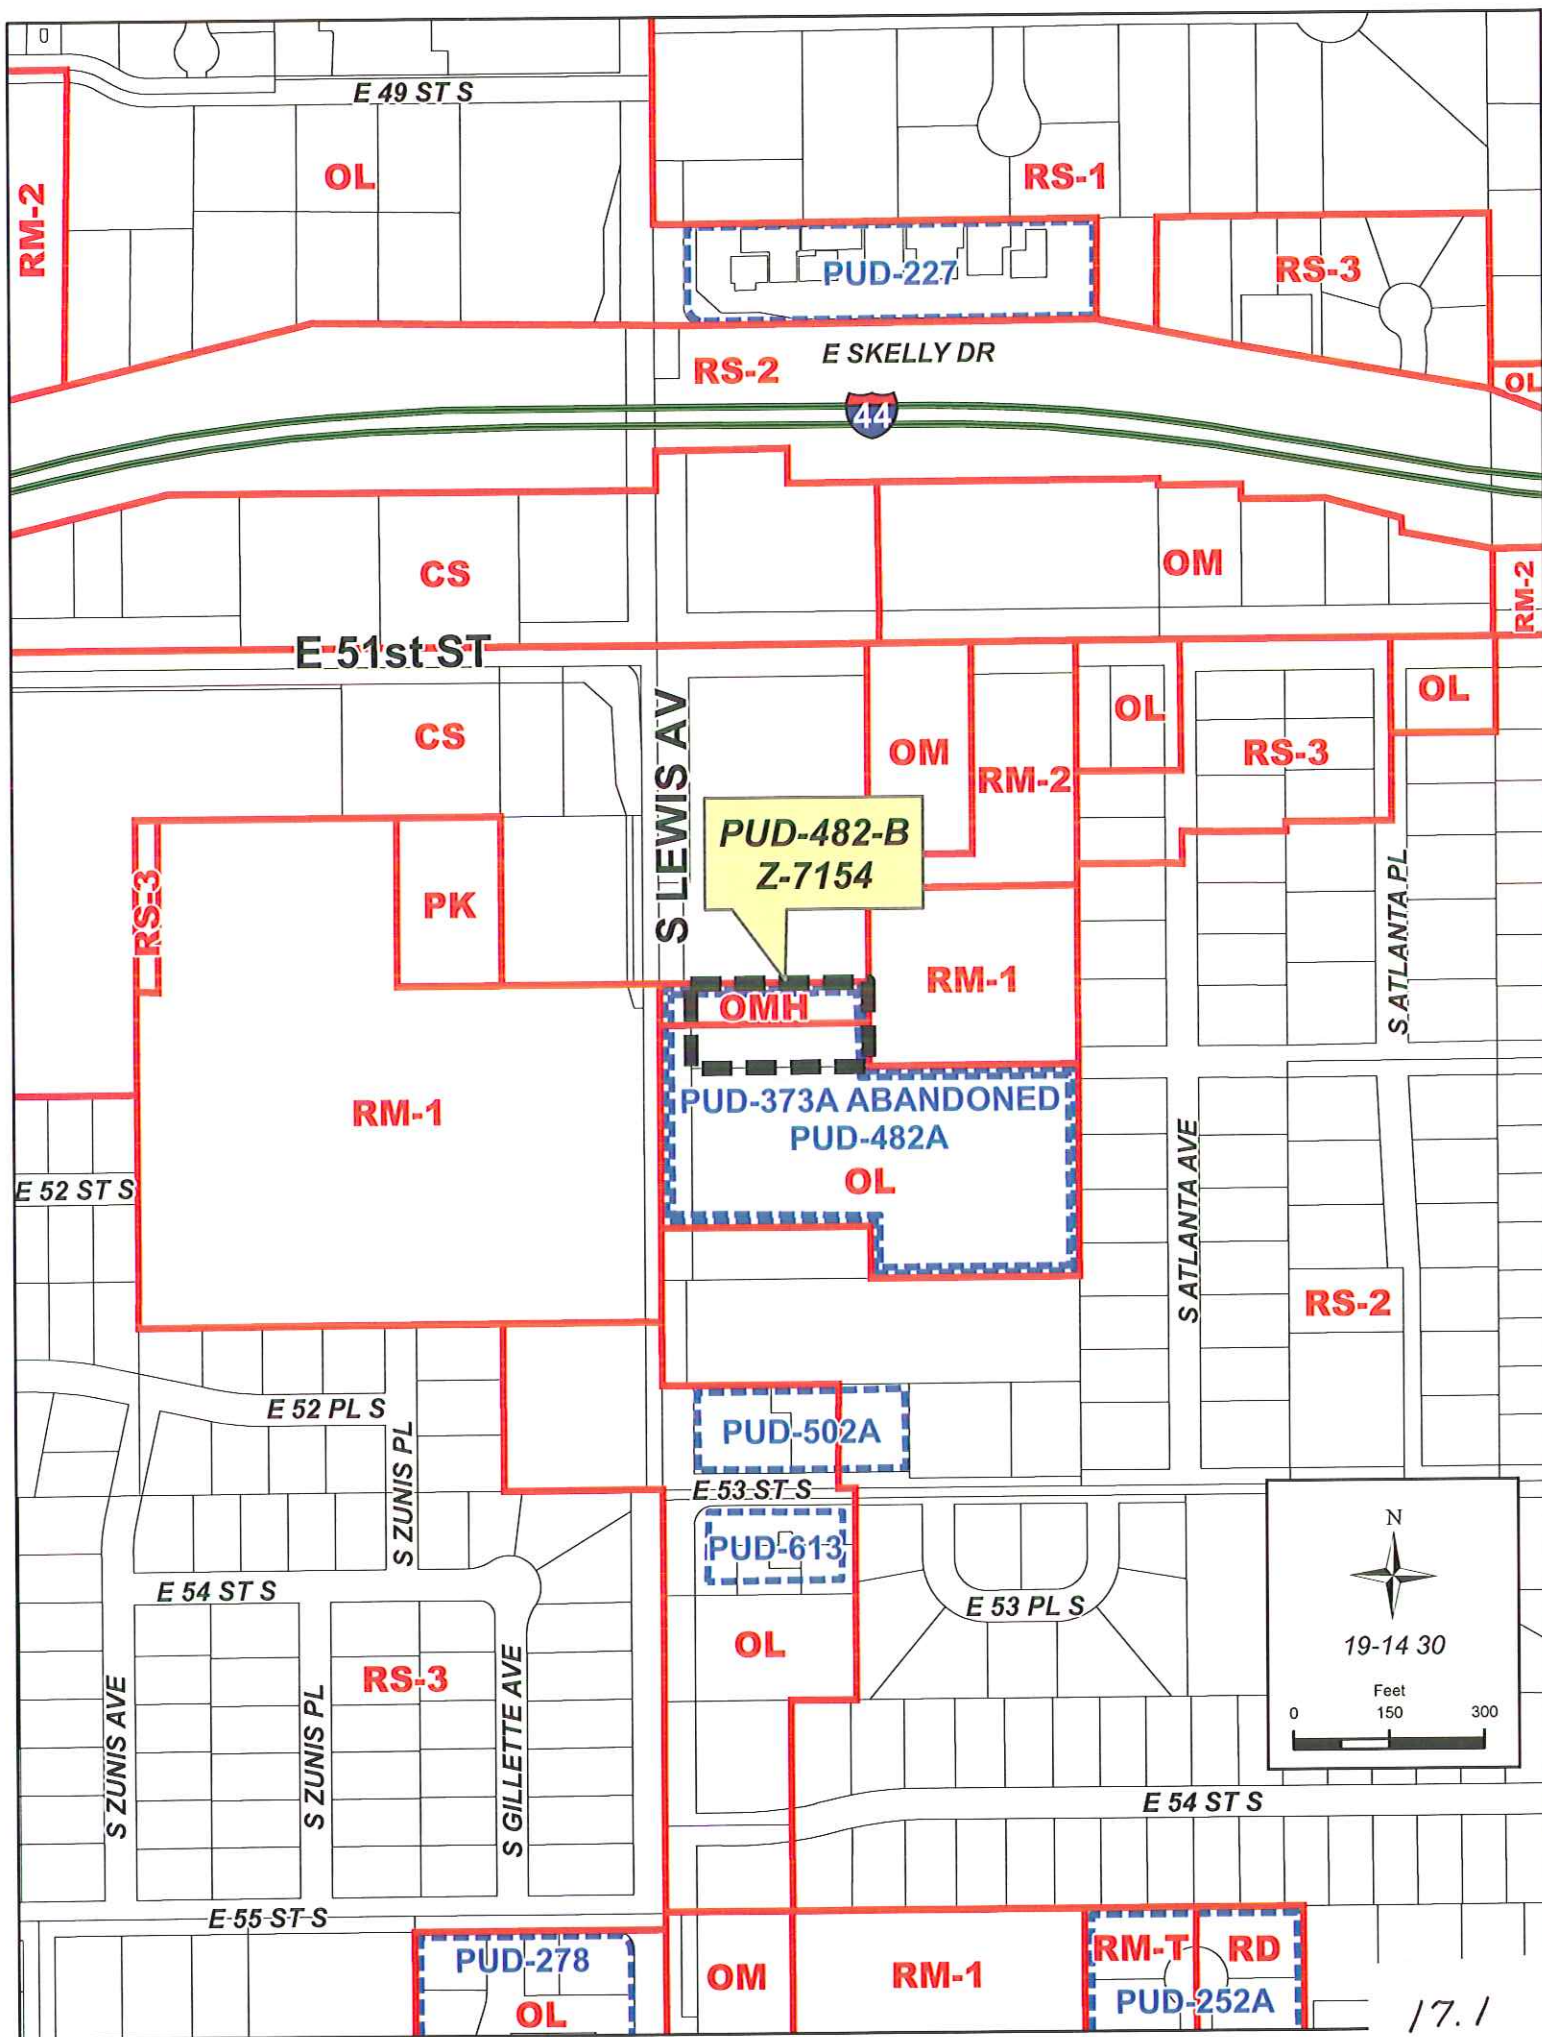 E 49 ST S
OL
RM-2
RS-1
PUD-227
RS-3
E SKELLY DR
RS-2
OL
44
CS
OM
RM-2
E 51st ST
S LEWIS AV
CS
OM
RM-2
OL
RS-3
OL
PUD-482-B
Z-7154
RS-3
PK
RM-1
S ATLANTA PL
OMH
RM-1
PUD-373A ABANDONED
PUD-482A
OL
E 52 ST S
S ATLANTA AVE
RS-2
E 52 PL S
S ZUNIS PL
PUD-502A
E 53 ST S
PUD-613
E 54 ST S
E 53 PL S
OL
RS-3
S ZUNIS AVE
S ZUNIS PL
S GILLETTE AVE
N
19-14 30
Feet
0 150 300
E 54 ST S
E 55 ST S
PUD-278
OL
OM
RM-1
RM-T
RD
PUD-252A
17.1